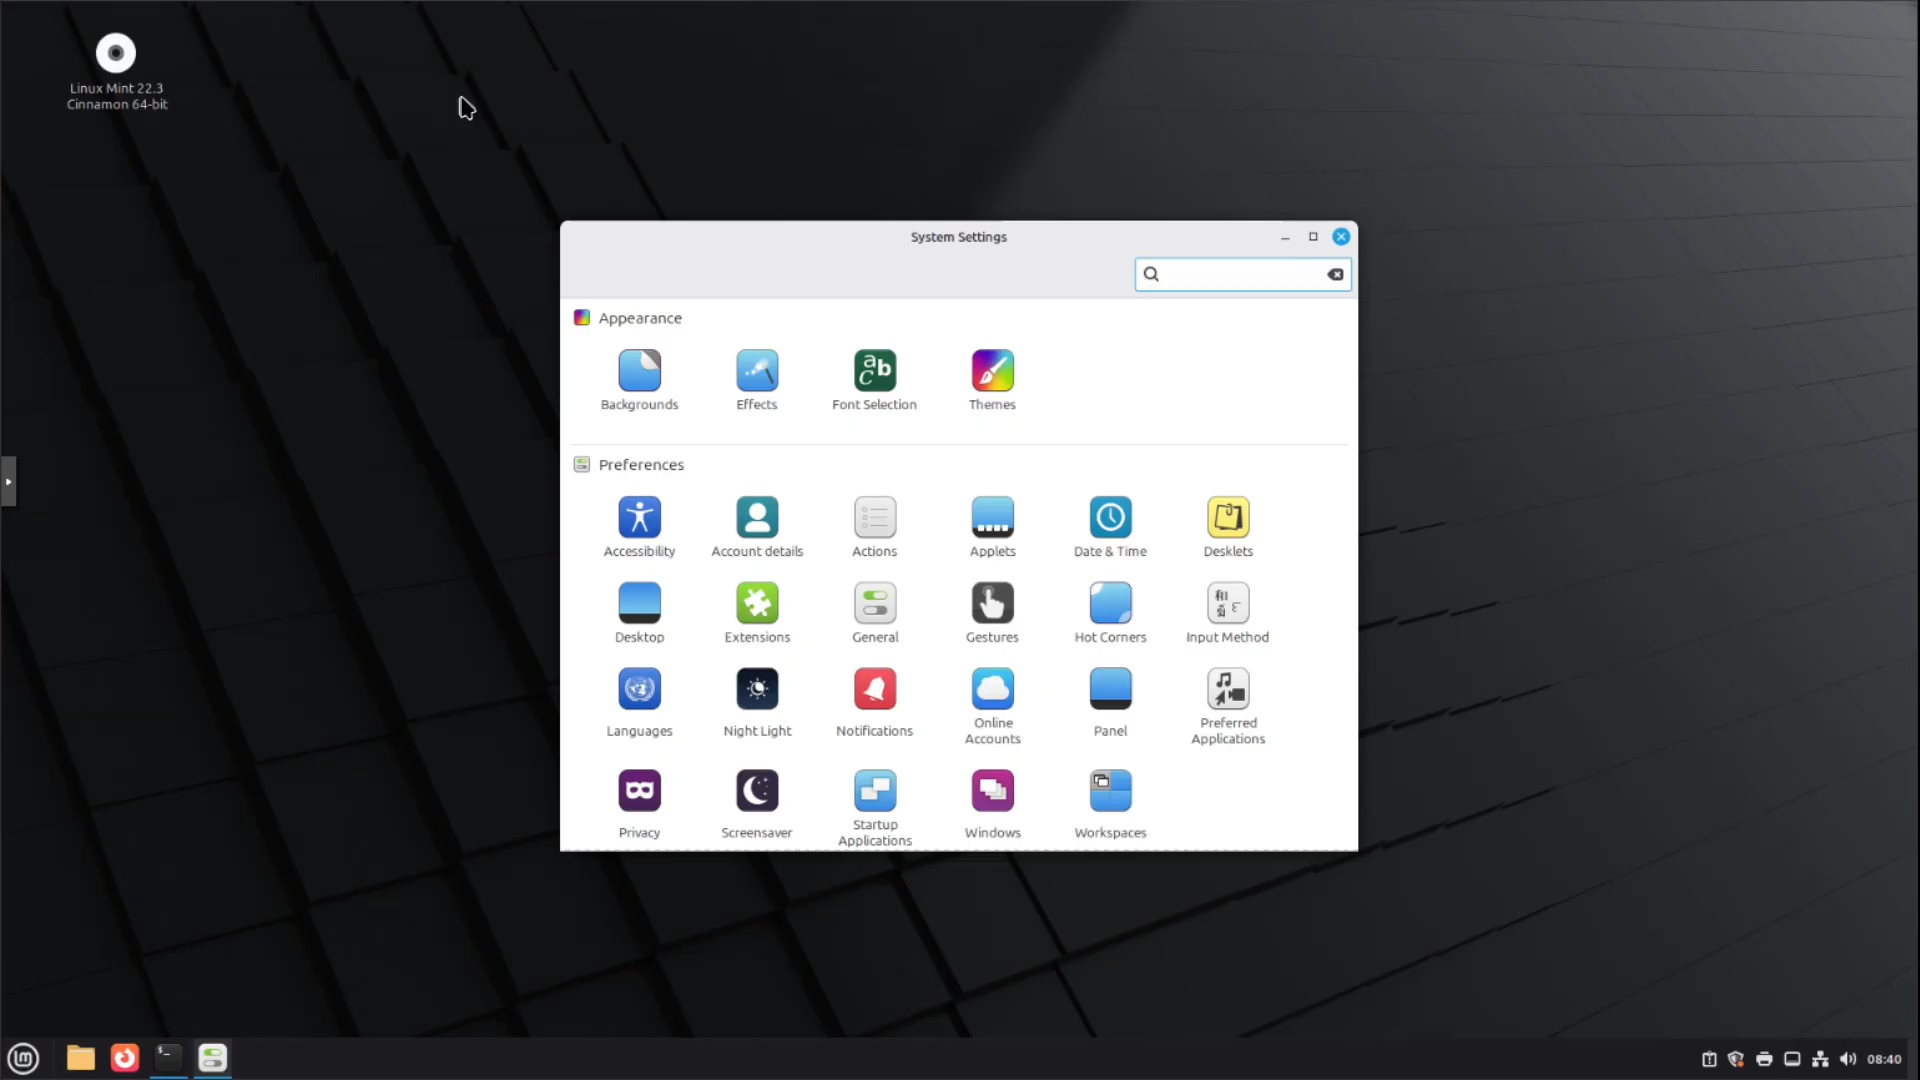 Linux Mint 22.3
Cinnamon 64-bit
System Settings
Appearance
Backgrounds
Effects
Font Selection
Themes
Preferences
Accessibility
Account details
Actions
Applets
Date & Time
Desklets
Desktop
Extensions
General
Gestures
Hot Corners
Input Method
Languages
Night Light
Notifications
Online
Accounts
Panel
Preferred
Applications
Privacy
Screensaver
Startup
Applications
Windows
Workspaces
08:40